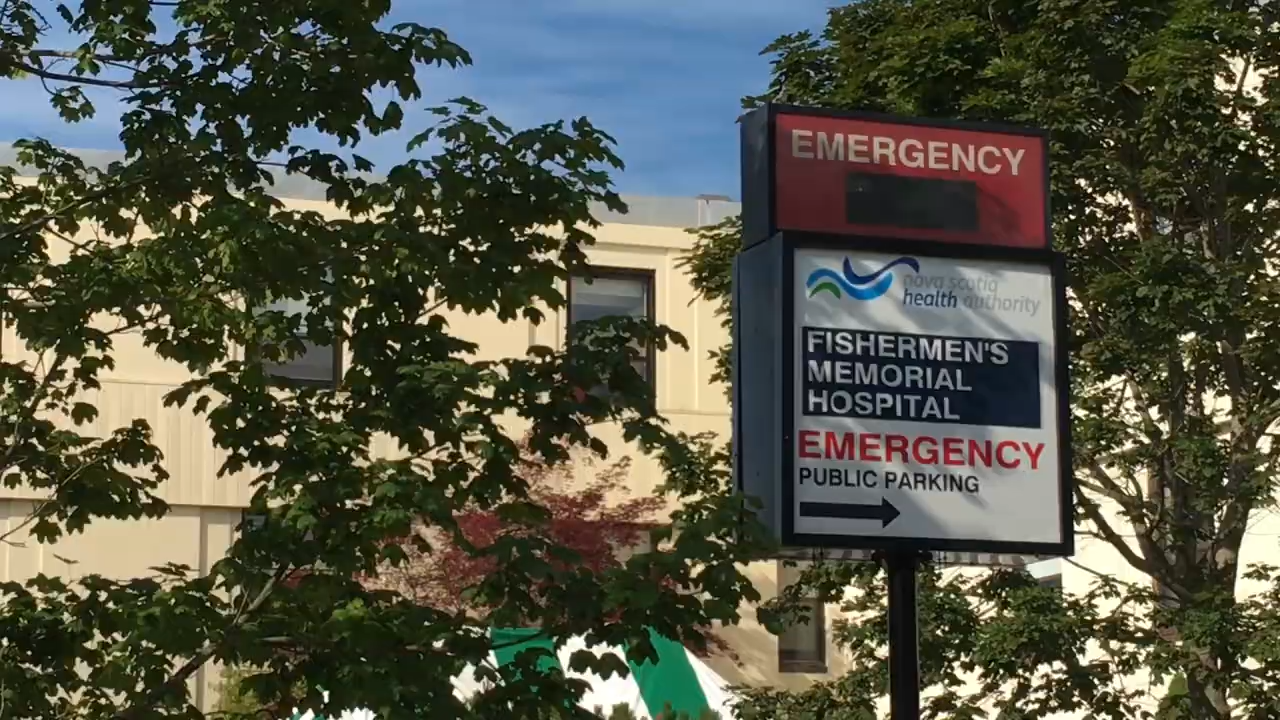 EMERGENCY
nova scotia
health authority
FISHERMEN'S
MEMORIAL
HOSPITAL
EMERGENCY
PUBLIC PARKING